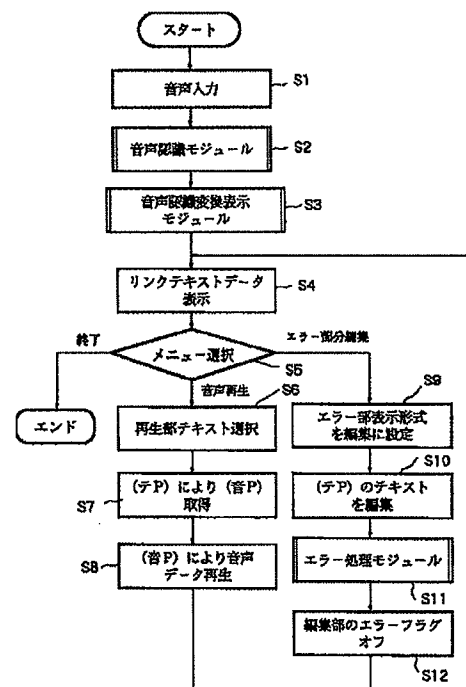 スタート
音声入力
S1
音声認識モジュール
S2
音声認識変換表示
モジュール
S3
リンクテキストデータ
表示
S4
終了
メニュー選択
エラー部分編集
S5
音声再生
S6
S9
エンド
再生部テキスト選択
エラー部表示形式
を編集に設定
S10
(テP)により(音P)
取得
S7
(テP)のテキスト
を編集
(音P)により音声
データ再生
S8
エラー処理モジュール
S11
編集部のエラーフラグ
オフ
S12